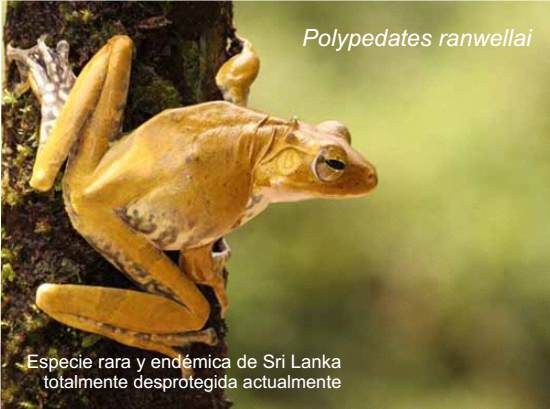 Polypedates ranwellai
Especie rara y endémica de Sri Lanka
totalmente desprotegida actualmente